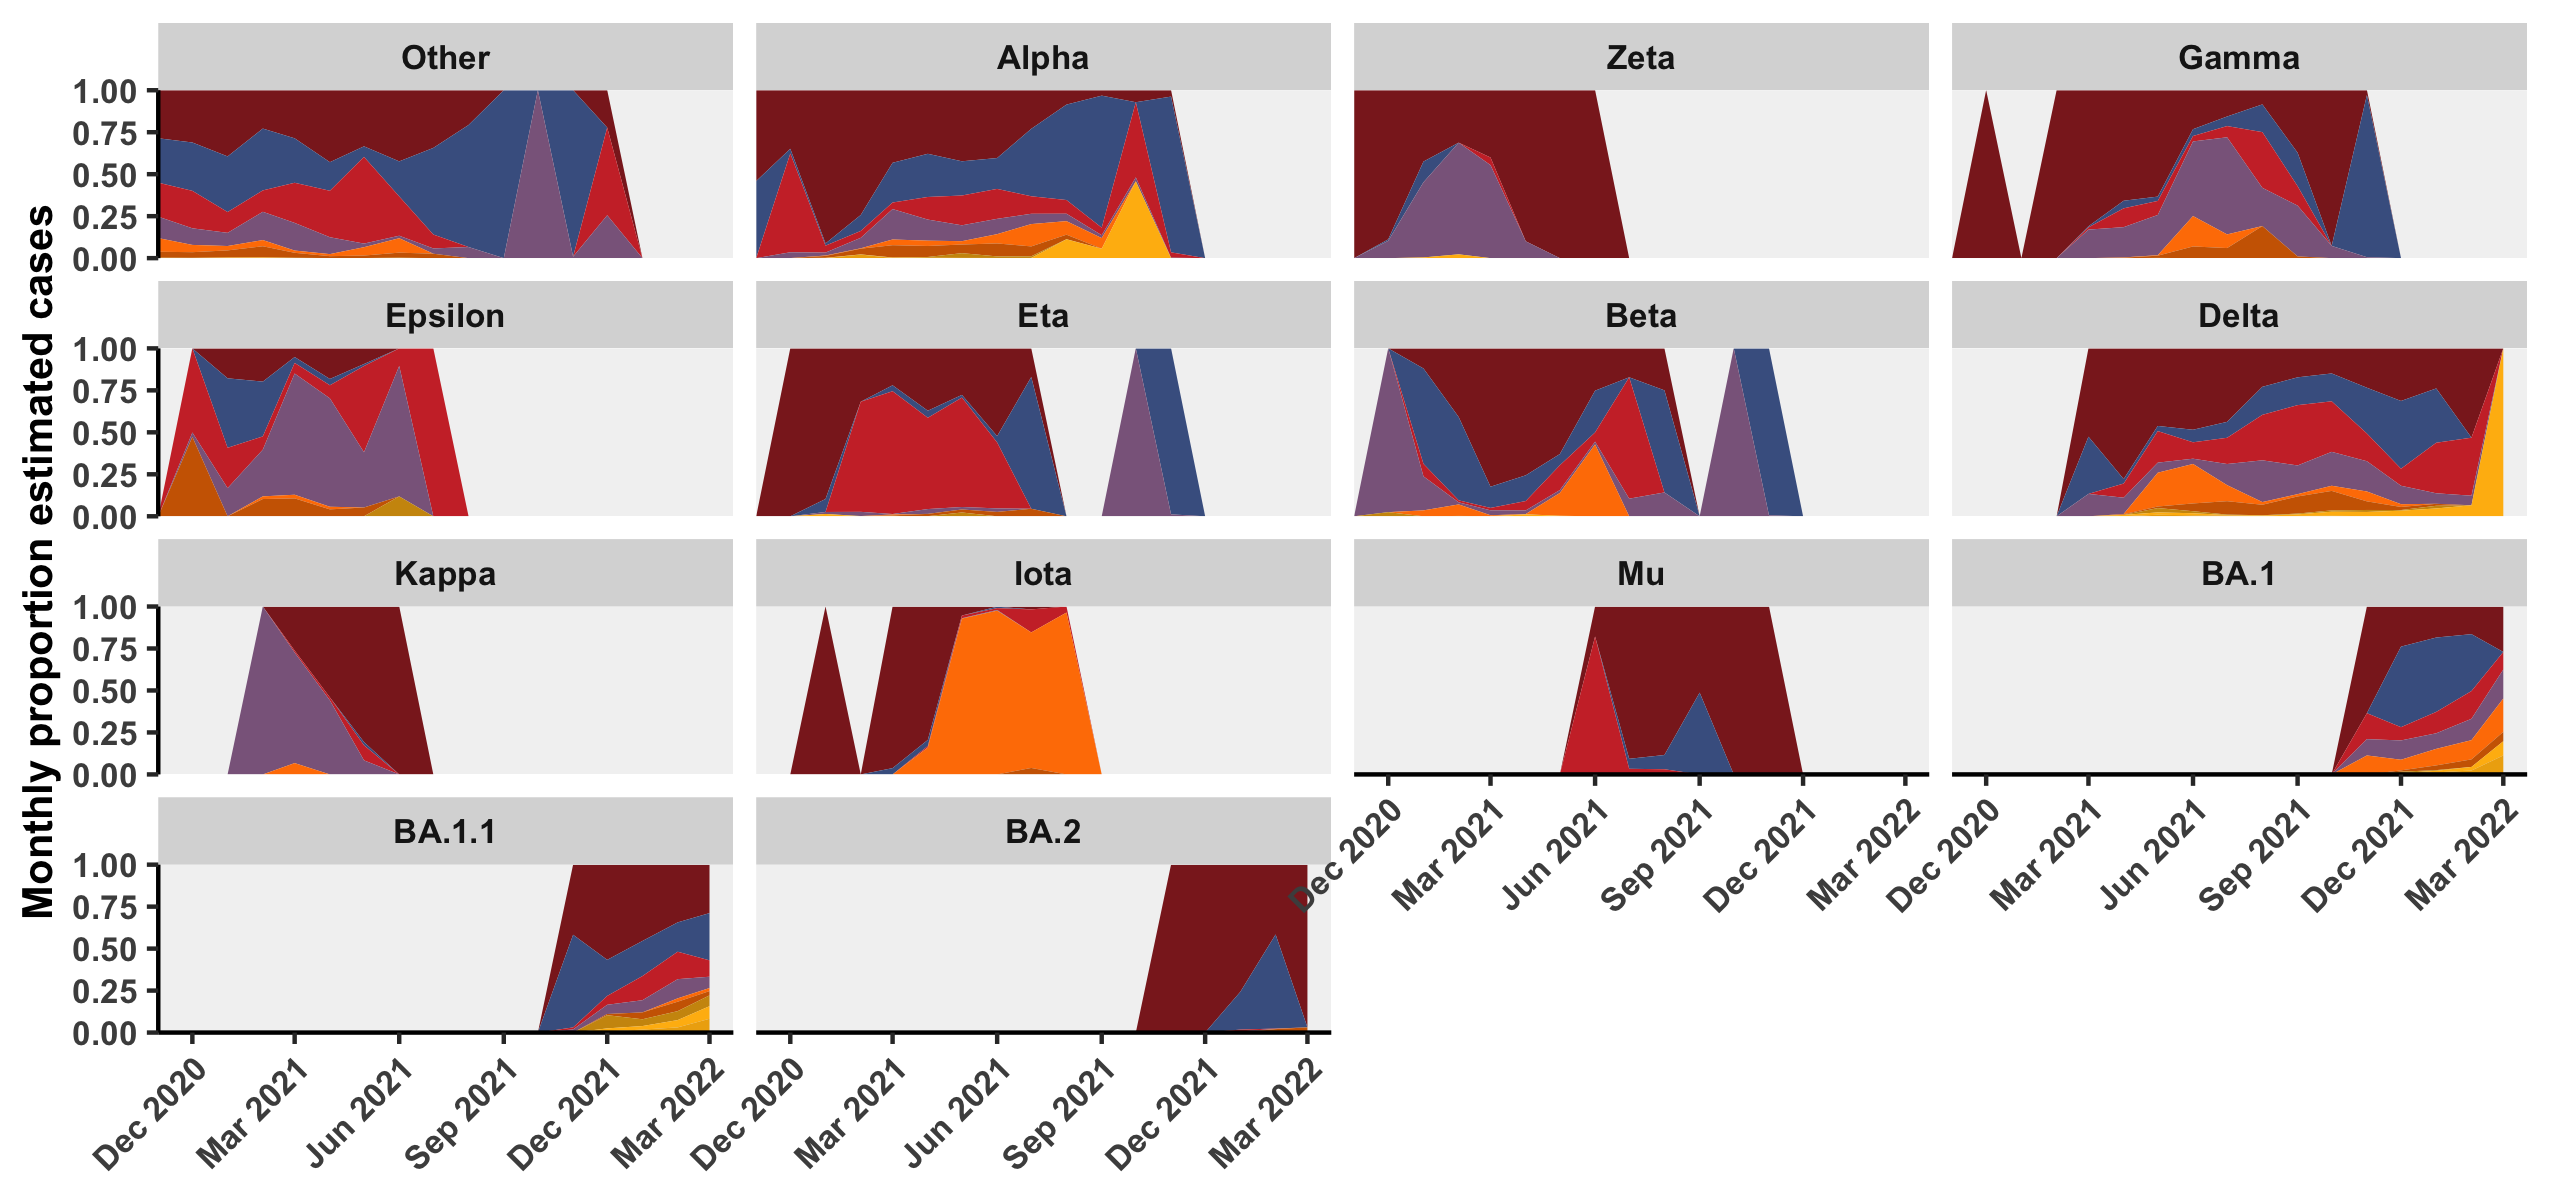 Monthly proportion estimated cases
Other
Alpha
Zeta
Gamma
1.00
0.75
0.50
0.25
0.00
Epsilon
Eta
Beta
Delta
1.00
0.75
0.50
0.25
0.00
Kappa
Iota
Mu
BA.1
1.00
0.75
0.50
0.25
0.00
Dec 2020
Mar 2021
Jun 2021
Sep 2021
Dec 2021
Mar 2022
Dec 2020
Mar 2021
Jun 2021
Sep 2021
Dec 2021
Mar 2022
BA.1.1
BA.2
1.00
0.75
0.50
0.25
0.00
Dec 2020
Mar 2021
Jun 2021
Sep 2021
Dec 2021
Mar 2022
Dec 2020
Mar 2021
Jun 2021
Sep 2021
Dec 2021
Mar 2022